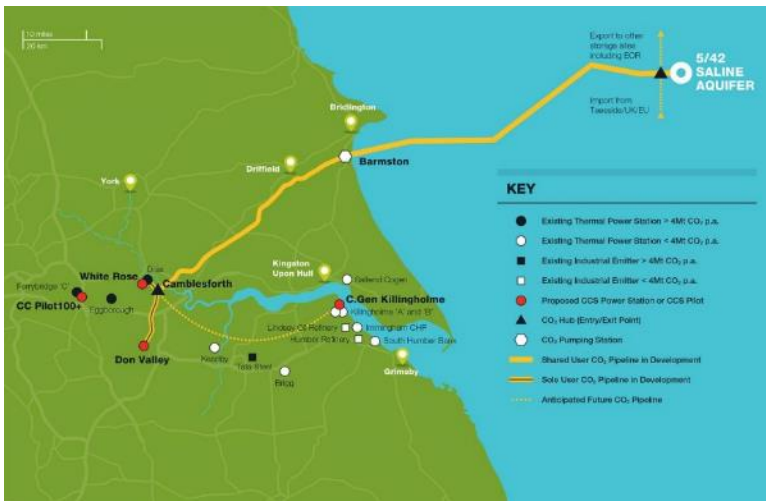 10 miles
20 km
Export to other
storage sites
including EOR
5/42
SALINE
AQUIFER
Import from
Teesside/UK/EU
Bridlington
Driffield
Barmston
York
KEY
Existing Thermal Power Station > 4Mt CO₂ p.a.
Existing Thermal Power Station < 4Mt CO₂ p.a.
Existing Industrial Emitter > 4Mt CO₂ p.a.
Existing Industrial Emitter < 4Mt CO₂ p.a.
Proposed CCS Power Station or CCS Pilot
CO₂ Hub (Entry/Exit Point)
CO₂ Pumping Station
Shared User CO₂ Pipeline in Development
Sole User CO₂ Pipeline in Development
Anticipated Future CO₂ Pipeline
Kingston
Upon Hull
White Rose
Drax
Camblesforth
Saltend Cogen
Ferrybridge 'C'
CC Pilot100+
Eggborough
C.Gen Killingholme
Killingholme 'A' and 'B'
Lindsey Oil Refinery
Immingham CHP
Humber Refinery
South Humber Bank
Don Valley
Keadby
Tata Steel
Brigg
Grimsby